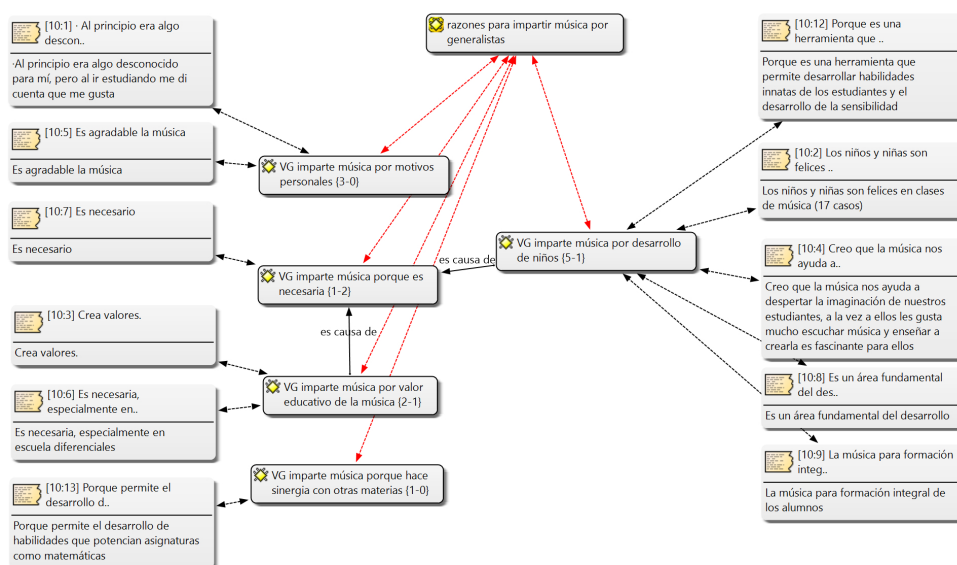 razones para impartir música por
generalistas
[10:1] · Al principio era algo
descon..
·Al principio era algo desconocido
para mí, pero al ir estudiando me di
cuenta que me gusta
[10:5] Es agradable la música
Es agradable la música
[10:7] Es necesario
Es necesario
[10:3] Crea valores.
Crea valores.
[10:6] Es necesaria,
especialmente en..
Es necesaria, especialmente en
escuela diferenciales
[10:13] Porque permite el
desarrollo d..
Porque permite el desarrollo de
habilidades que potencian asignaturas
como matemáticas
VG imparte música por motivos
personales {3-0}
VG imparte música porque es
necesaria {1-2}
es causa de
VG imparte música por valor
educativo de la música {2-1}
VG imparte música porque hace
sinergia con otras materias {1-0}
es causa de
VG imparte música por desarrollo
de niños {5-1}
[10:12] Porque es una
herramienta que ..
Porque es una herramienta que
permite desarrollar habilidades
innatas de los estudiantes y el
desarrollo de la sensibilidad
[10:2] Los niños y niñas son
felices ..
Los niños y niñas son felices en clases
de música (17 casos)
[10:4] Creo que la música nos
ayuda a..
Creo que la música nos ayuda a
despertar la imaginación de nuestros
estudiantes, a la vez a ellos les gusta
mucho escuchar música y enseñar a
crearla es fascinante para ellos
[10:8] Es un área fundamental
del des..
Es un área fundamental del desarrollo
[10:9] La música para formación
integ..
La música para formación integral de
los alumnos